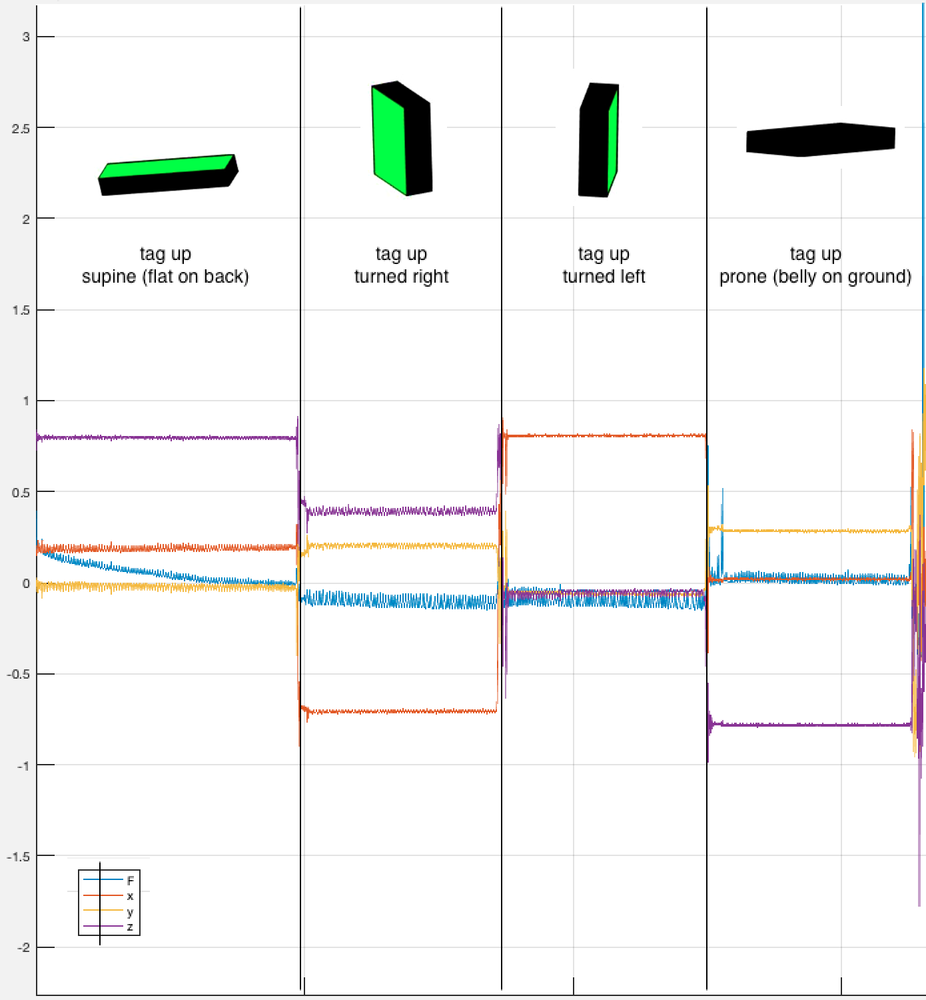 3
2.5
2
tag up
supine (flat on back)
tag up
turned right
tag up
turned left
tag up
prone (belly on ground)
1.5
1
0.5
0
-0.5
-1
-1.5
-2
F
x
y
z